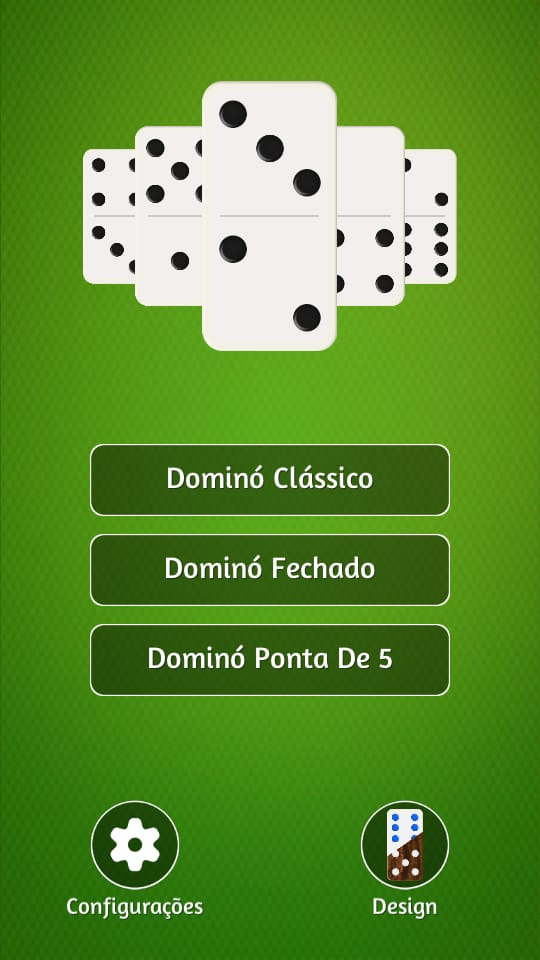 Dominó Clássico
Dominó Fechado
Dominó Ponta De 5
Configurações
Design